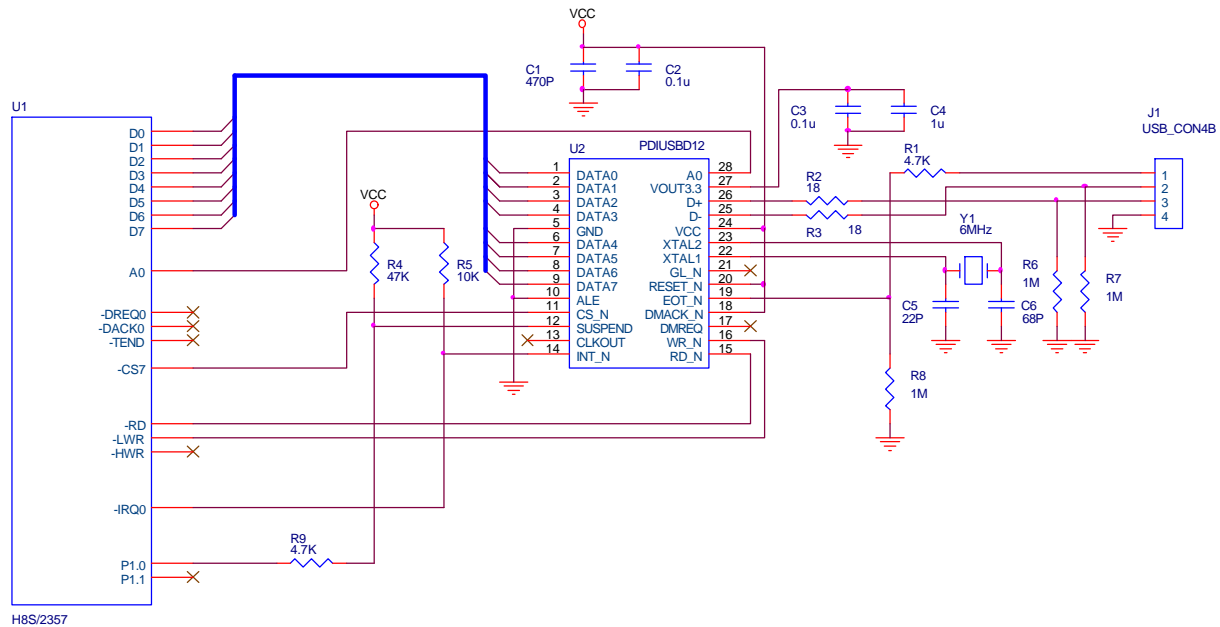 VCC
C1
470P
C2
0.1u
U1
D0
D1
D2
D3
D4
D5
D6
D7
A0
-DREQ0
-DACK0
-TEND
-CS7
-RD
-LWR
-HWR
-IRQ0
P1.0
P1.1
H8S/2357
VCC
R4
47K
R5
10K
R9
4.7K
U2
PDIUSBD12
1 DATA0
2 DATA1
3 DATA2
4 DATA3
5 GND
6 DATA4
7 DATA5
8 DATA6
9 DATA7
10 ALE
11 CS_N
12 SUSPEND
13 CLKOUT
14 INT_N
A0 28
VOUT3.3 27
D+ 26
D- 25
VCC 24
XTAL2 23
XTAL1 22
GL_N 21
RESET_N 20
EOT_N 19
DMACK_N 18
DMREQ 17
WR_N 16
RD_N 15
C3
0.1u
C4
1u
R1
4.7K
R2
18
R3
18
J1
USB_CON4B
1
2
3
4
Y1
6MHz
C5
22P
C6
68P
R6
1M
R7
1M
R8
1M